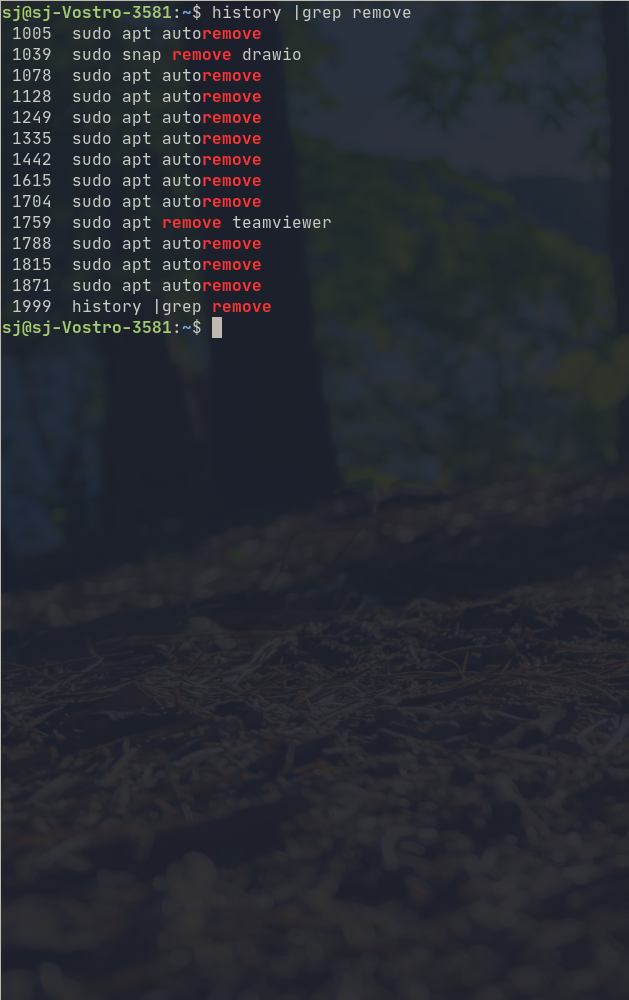 sj@sj-Vostro-3581:~$ history |grep remove
1005  sudo apt autoremove
1039  sudo snap remove drawio
1078  sudo apt autoremove
1128  sudo apt autoremove
1249  sudo apt autoremove
1335  sudo apt autoremove
1442  sudo apt autoremove
1615  sudo apt autoremove
1704  sudo apt autoremove
1759  sudo apt remove teamviewer
1788  sudo apt autoremove
1815  sudo apt autoremove
1871  sudo apt autoremove
1999  history |grep remove
sj@sj-Vostro-3581:~$